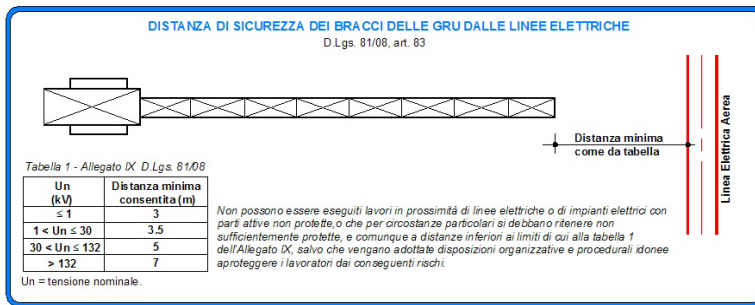 DISTANZA DI SICUREZZA DEI BRACCI DELLE GRU DALLE LINEE ELETTRICHE
D.Lgs. 81/08, art. 83
Distanza minima
come da tabella
Linea Elettrica Aerea
Tabella 1 - Allegato IX D.Lgs. 81/08
Un Distanza minima
(kV) consentita (m)
≤ 1 3
1 < Un ≤ 30 3.5
30 < Un ≤ 132 5
> 132 7
Un = tensione nominale.
Non possono essere eseguiti lavori in prossimità di linee elettriche o di impianti elettrici con
parti attive non protette, o che per circostanze particolari si debbano ritenere non
sufficientemente protette, e comunque a distanze inferiori ai limiti di cui alla tabella 1
dell'Allegato IX, salvo che vengano adottate disposizioni organizzative e procedurali idonee
aproteggere i lavoratori dai conseguenti rischi.